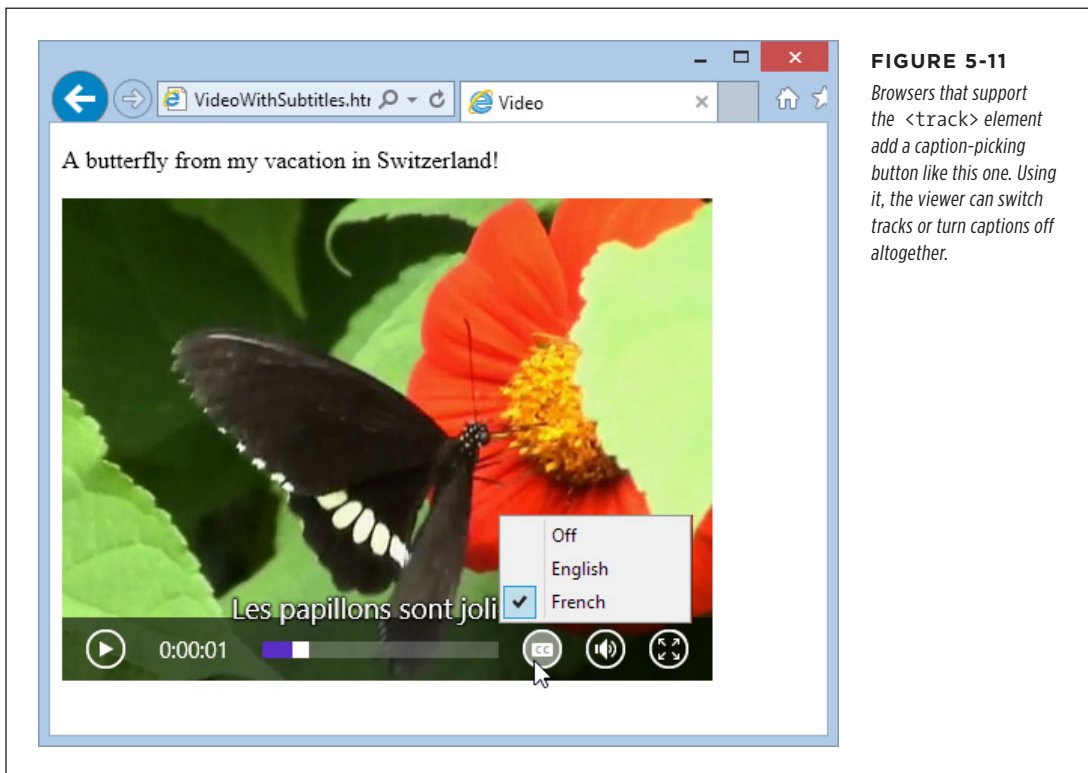 VideoWithSubtitles.htr
Video
A butterfly from my vacation in Switzerland!
Off
English
French
Les papillons sont joli
0:00:01
CC
FIGURE 5-11
Browsers that support
the <track> element
add a caption-picking
button like this one. Using
it, the viewer can switch
tracks or turn captions off
altogether.